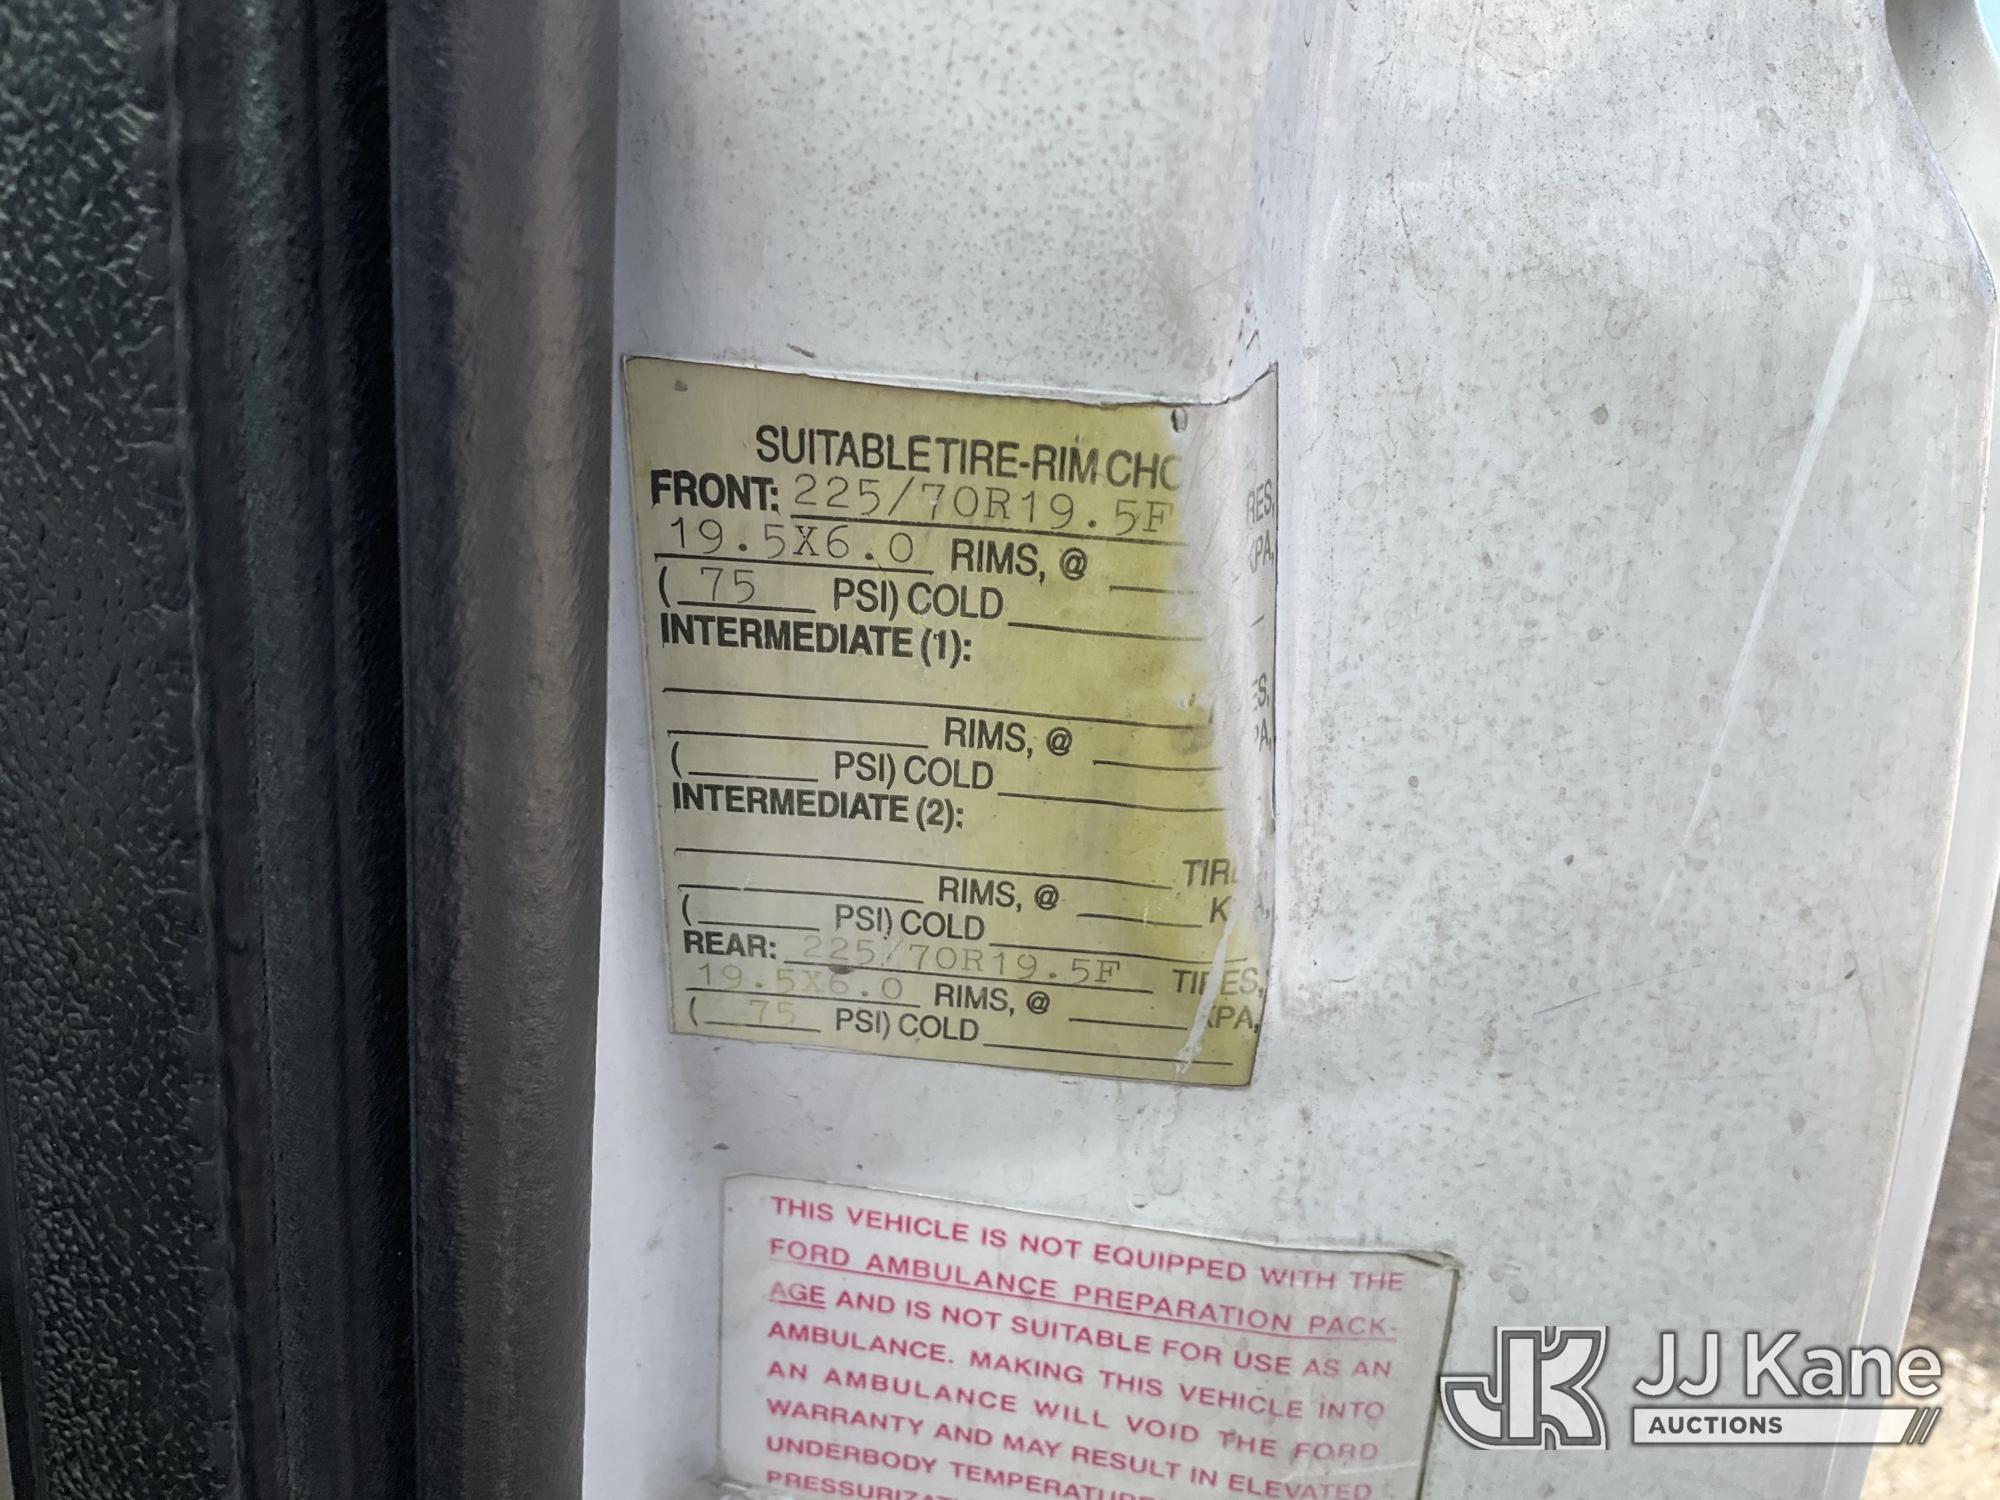 SUITABLE TIRE-RIM CHO
FRONT: 225/70R19.5F
19.5X6.0 RIMS, @ KPA,
( 75 PSI) COLD
INTERMEDIATE (1):
RIMS, @
( PSI) COLD
INTERMEDIATE (2):
RIMS, @
( PSI) COLD
REAR: 225/70R19.5F TIRES,
19.5X6.0 RIMS, @ KPA,
( 75 PSI) COLD
THIS VEHICLE IS NOT EQUIPPED WITH THE
FORD AMBULANCE PREPARATION PACK-
AGE AND IS NOT SUITABLE FOR USE AS AN
AMBULANCE. MAKING THIS VEHICLE INTO
AN AMBULANCE WILL VOID THE FORD
WARRANTY AND MAY RESULT IN ELEVATED
UNDERBODY TEMPERATURE
JJ Kane
AUCTIONS